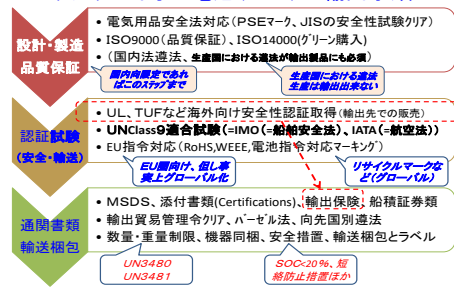 設計・製造
品質保証
• 電気用品安全法対応(PSEマーク、JISの安全性試験クリア)
• ISO9000(品質保証)、ISO14000(グリーン購入)
• (国内法遵法、生産国における遵法が輸出製品にも必須)
国内向限定であれ
ばこのステップまで
生産国における遵法
生産は輸出出来ない
認証試験
(安全・輸送)
• UL、TUFなど海外向け安全性認証取得(輸出先での販売)
• UNClass9適合試験(=IMO(=船舶安全法)、IATA(=航空法))
• EU指令対応(RoHS,WEEE,電池指令対応マーキング)
EU圏向け、但し事
実上グローバル化
リサイクルマークな
ど(グローバル)
通関書類
輸送梱包
• MSDS、添付書類(Certifications)、輸出保険、船積証券類
• 輸出貿易管理令クリア、バーゼル法、向先国別遵法
• 数量・重量制限、機器同梱、安全措置、輸送梱包とラベル
UN3480
UN3481
SOC<20%、短
絡防止措置ほか